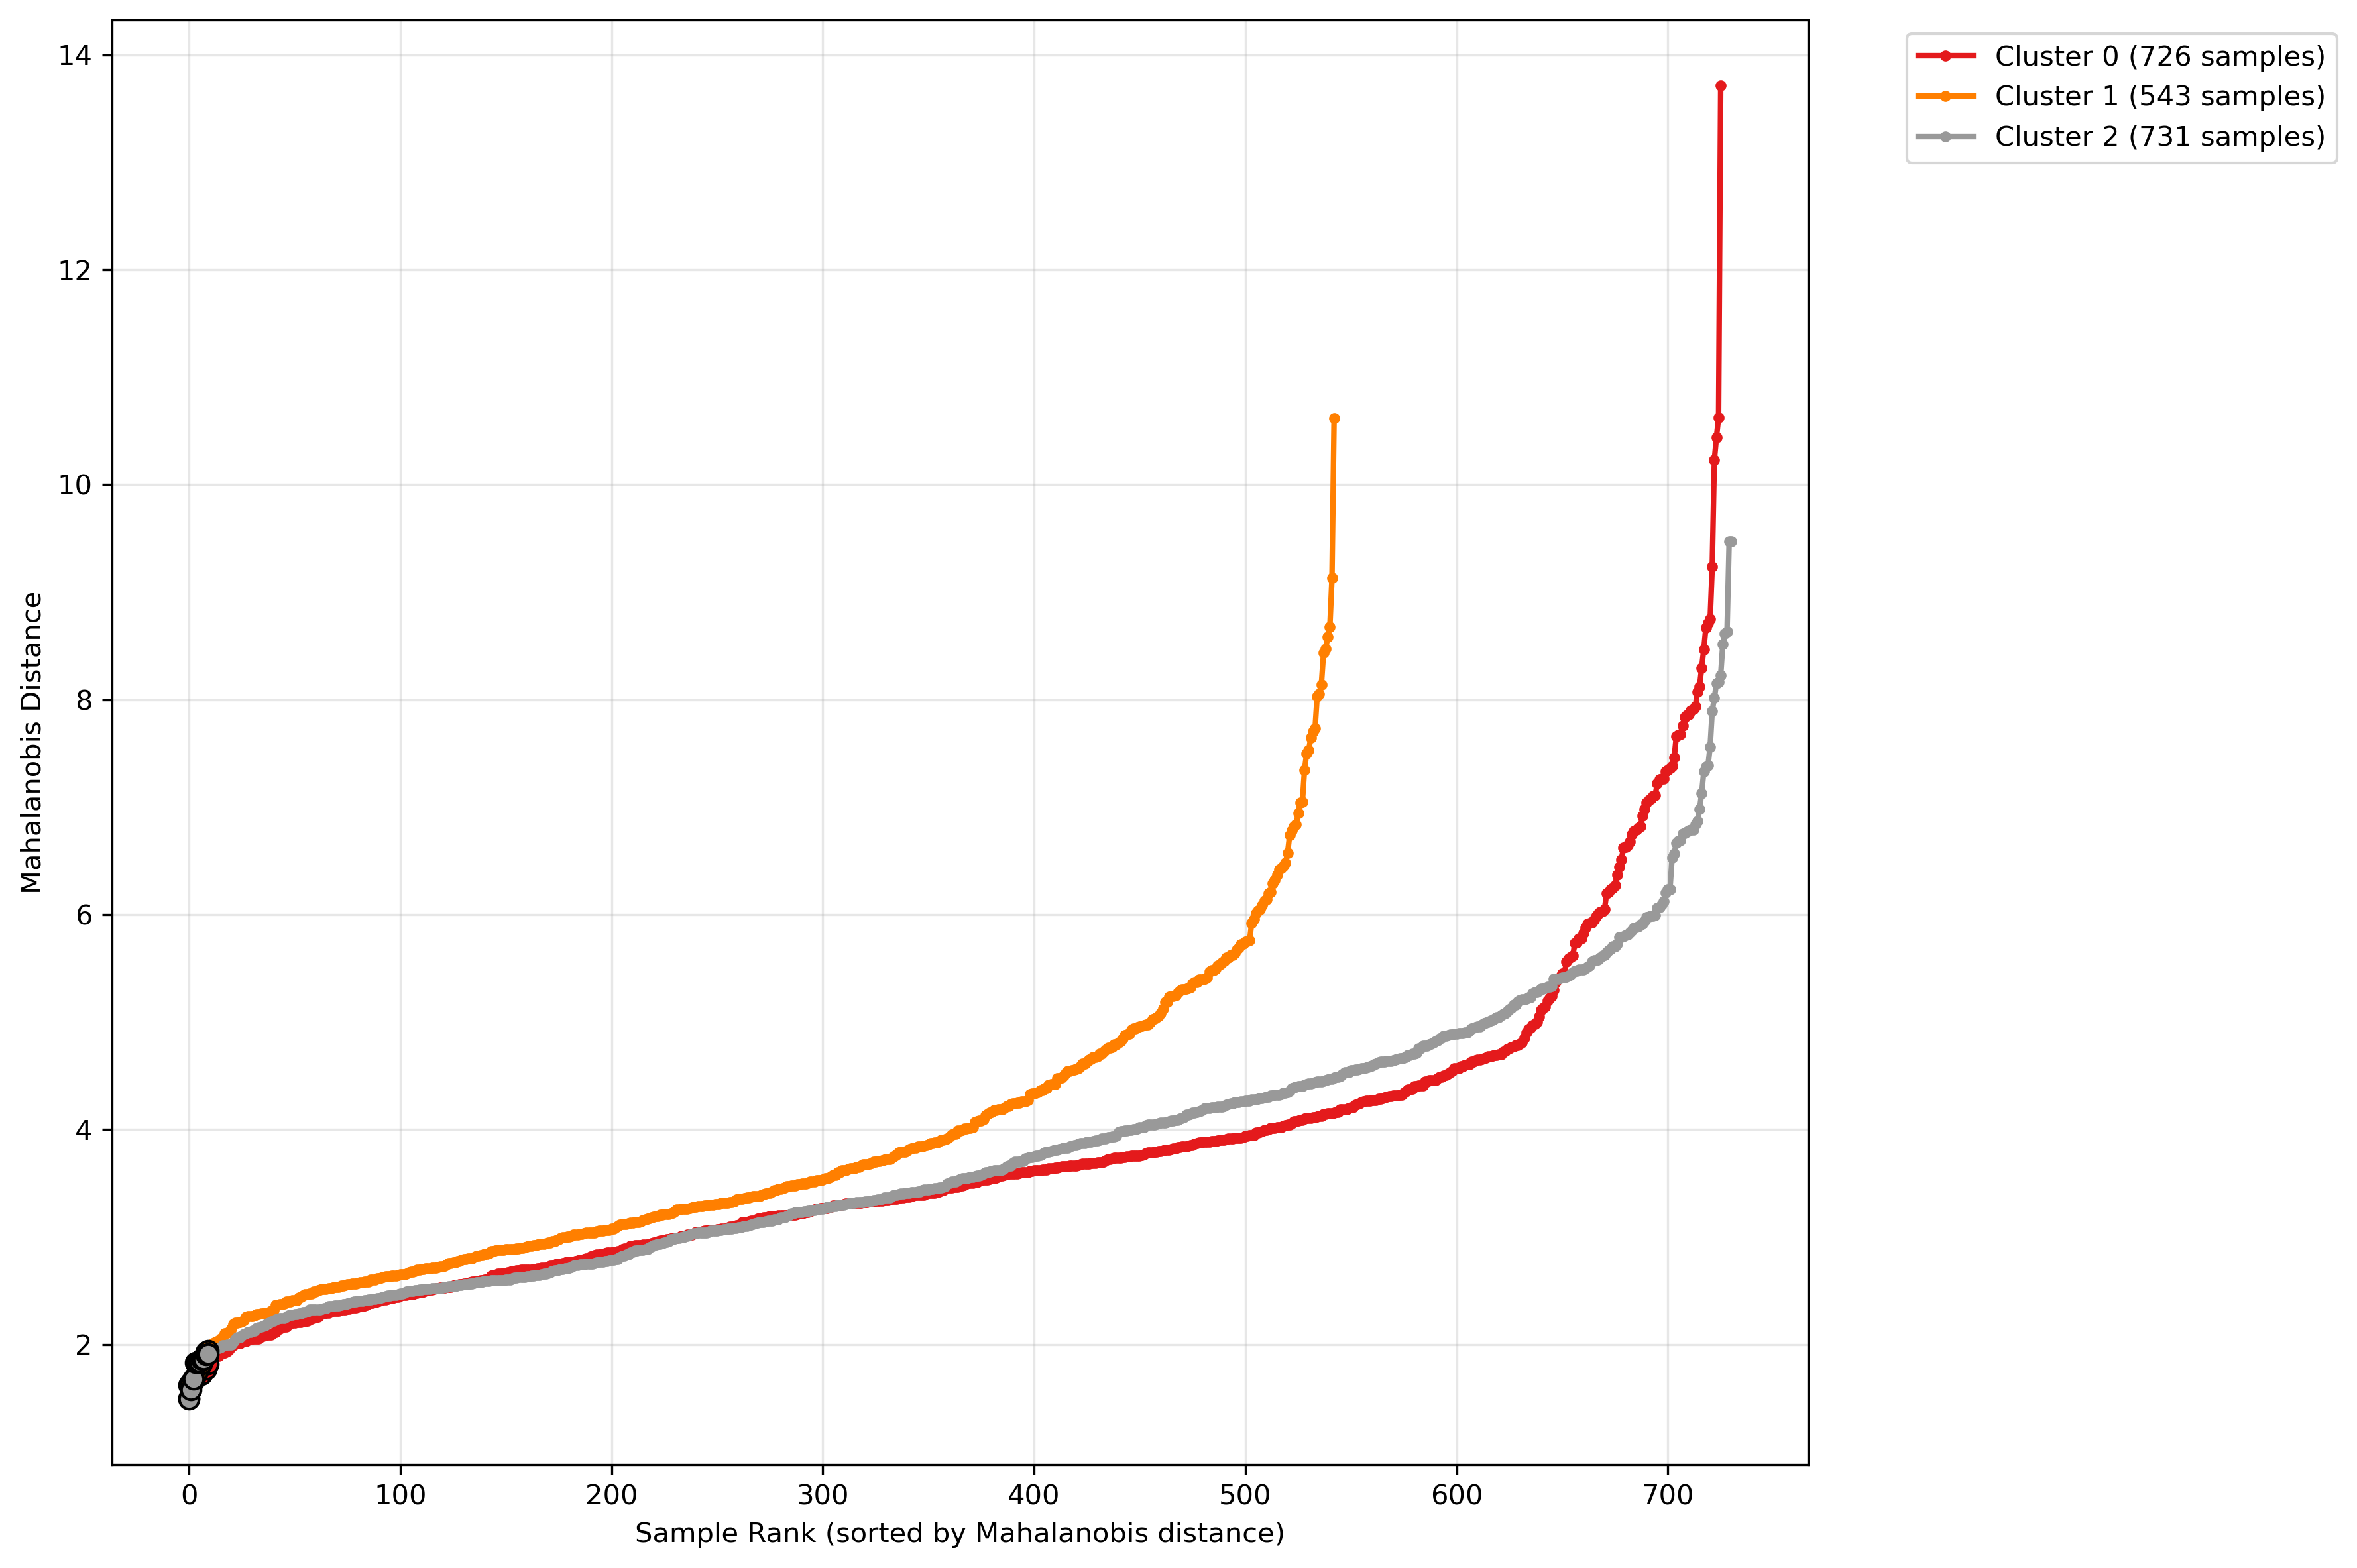 Cluster 0 (726 samples)
Cluster 1 (543 samples)
Cluster 2 (731 samples)
14
12
10
8
6
4
2
Mahalanobis Distance
0 100 200 300 400 500 600 700
Sample Rank (sorted by Mahalanobis distance)